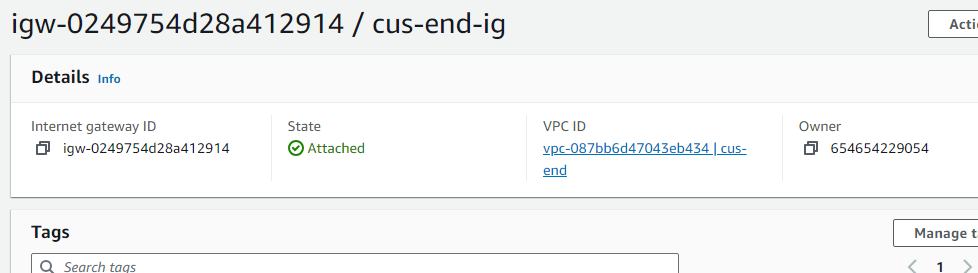 igw-0249754d28a412914 / cus-end-ig
Acti
Details Info
Internet gateway ID
igw-0249754d28a412914
State
Attached
VPC ID
vpc-087bb6d47043eb434 | cus-
end
Owner
654654229054
Tags
Manage ta
Search tags
1